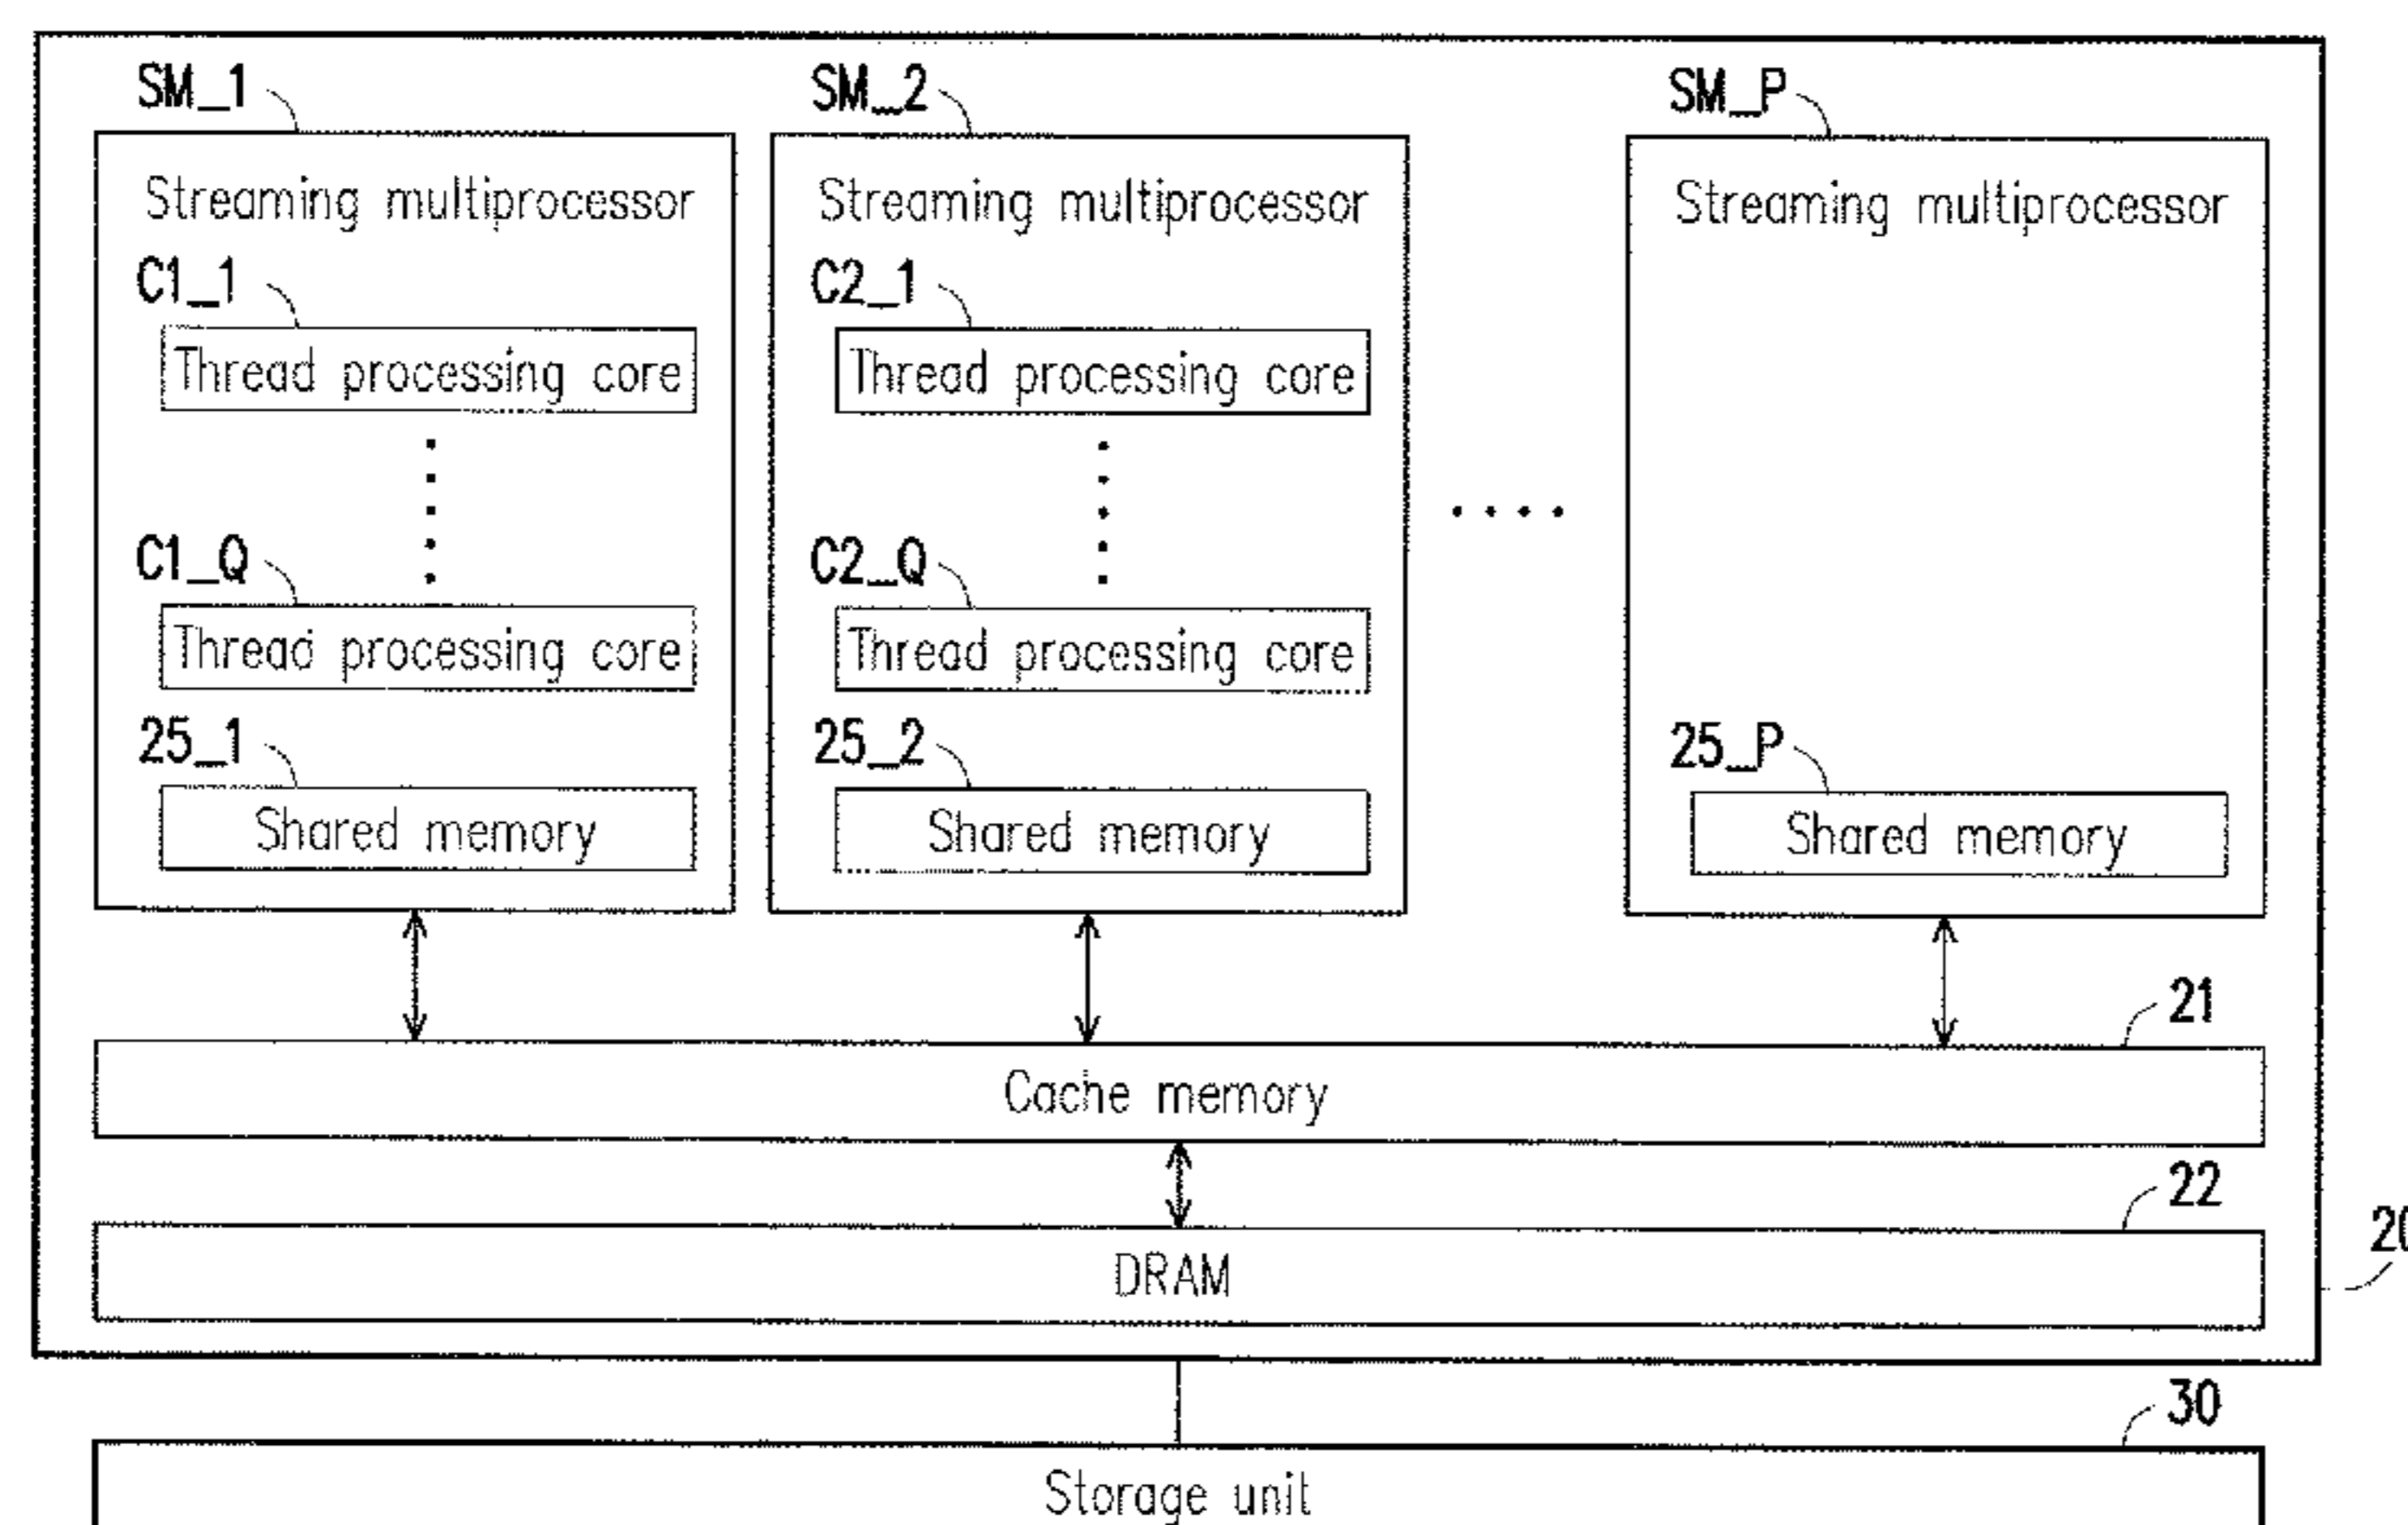 SM_1 SM_2 SM_P
Streaming multiprocessor Streaming multiprocessor Streaming multiprocessor
C1_1 C2_1
Thread processing core Thread processing core
C1_Q C2_Q
Thread processing core Thread processing core
25_1 25_2 25_P
Shared memory Shared memory Shared memory
21
Cache memory
22
20
DRAM
30
Storage unit